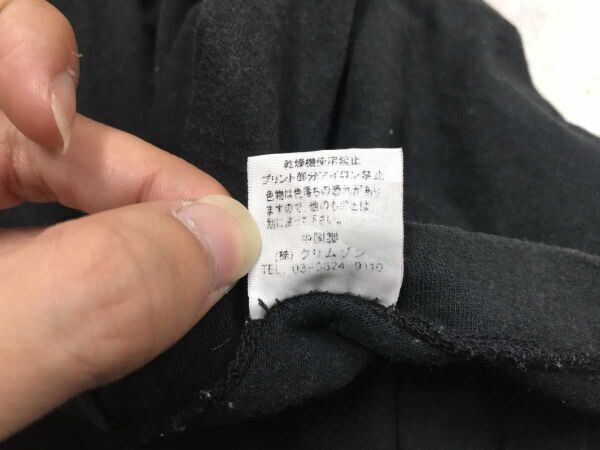 乾燥機使用禁止
プリント部分アイロン禁止
色物は色落ちの恐れがあり
ますので、他のものとは
別に洗って下さい。
中国製
(株) クリムゾン
TEL. 03-5624-9110